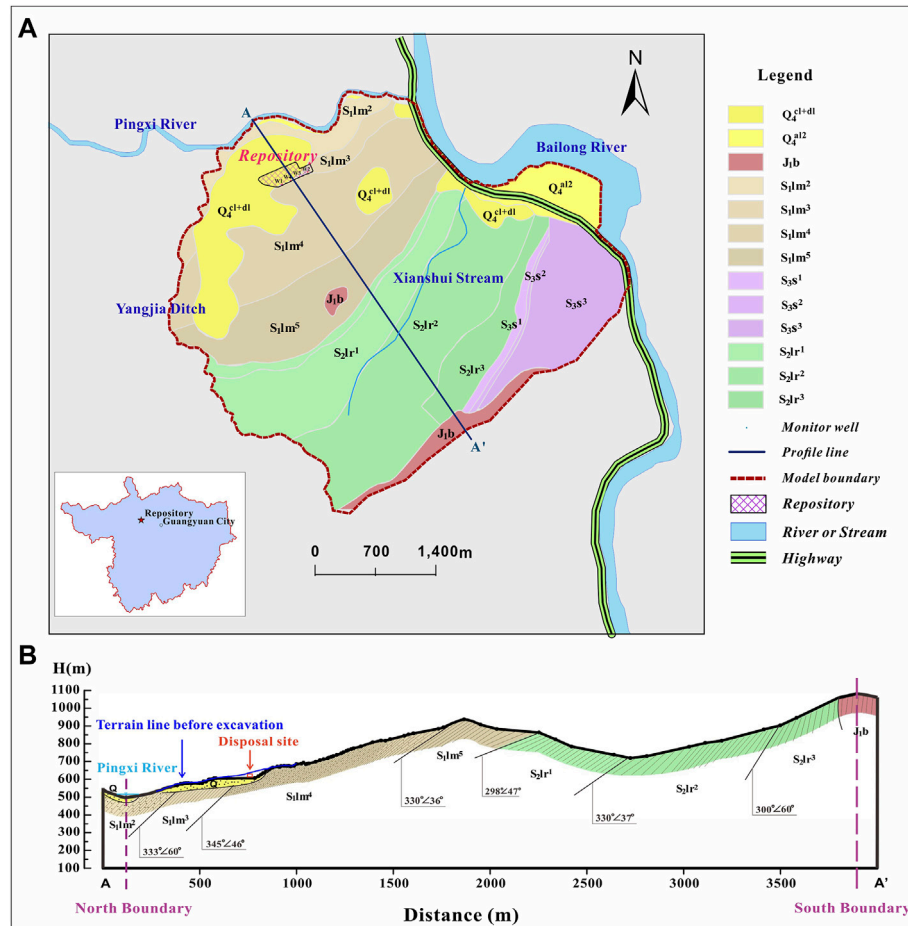 A
N
Pingxi River
A
S₁lm²
Repository
S₁lm³
W₁
Q₄ᶜˡ⁺ᵈˡ
Q₄ᶜˡ⁺ᵈˡ
S₁lm⁴
Bailong River
Q₄ᵃˡ²
Q₄ᶜˡ⁺ᵈˡ
Xianshui Stream
S₃s²
S₃s³
J₁b
Yangjia Ditch
S₁lm⁵
S₂lr²
S₃s¹
S₂lr¹
S₂lr³
J₁b
A'
Repository
Guangyuan City
0 700 1,400m
Legend
Q₄ᶜˡ⁺ᵈˡ
Q₄ᵃˡ²
J₁b
S₁lm²
S₁lm³
S₁lm⁴
S₁lm⁵
S₃s¹
S₃s²
S₃s³
S₂lr¹
S₂lr²
S₂lr³
Monitor well
Profile line
Model boundary
Repository
River or Stream
Highway
B
H(m)
1100
1000
900
800
700
600
500
400
300
200
100
Terrain line before excavation
Disposal site
Pingxi River
Q
Q
S₁lm²
S₁lm³
S₁lm⁴
S₁lm⁵
S₂lr¹
S₂lr²
S₂lr³
J₁b
333°∠60°
345°∠46°
330°∠36°
298°∠47°
330°∠37°
300°∠60°
A 500 1000 1500 2000 2500 3000 3500 A'
North Boundary
Distance (m)
South Boundary